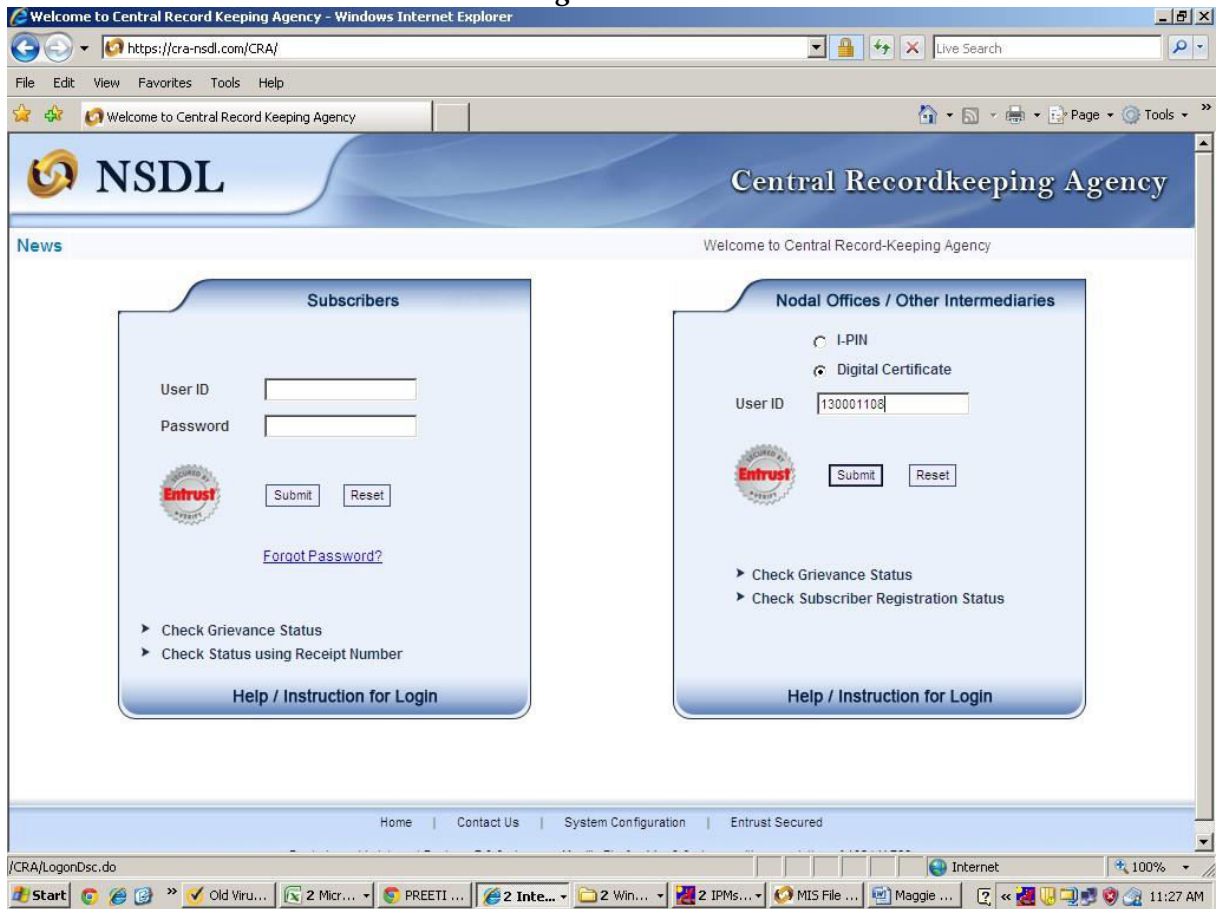 Welcome to Central Record Keeping Agency - Windows Internet Explorer
https://cra-nsdl.com/CRA/
Live Search
File Edit View Favorites Tools Help
Welcome to Central Record Keeping Agency
Page Tools
NSDL
Central Recordkeeping Agency
News
Welcome to Central Record-Keeping Agency
Subscribers
User ID
Password
SECURED BY
Entrust
VERIFY
Submit Reset
Forgot Password?
Check Grievance Status
Check Status using Receipt Number
Help / Instruction for Login
Nodal Offices / Other Intermediaries
I-PIN
Digital Certificate
User ID 130001108
SECURED BY
Entrust
VERIFY
Submit Reset
Check Grievance Status
Check Subscriber Registration Status
Help / Instruction for Login
Home | Contact Us | System Configuration | Entrust Secured
/CRA/LogonDsc.do
Internet
100%
Start
Old Viru...
2 Micr...
PREETI ...
2 Inte...
2 Win...
2 IPMs...
MIS File ...
Maggie ...
11:27 AM